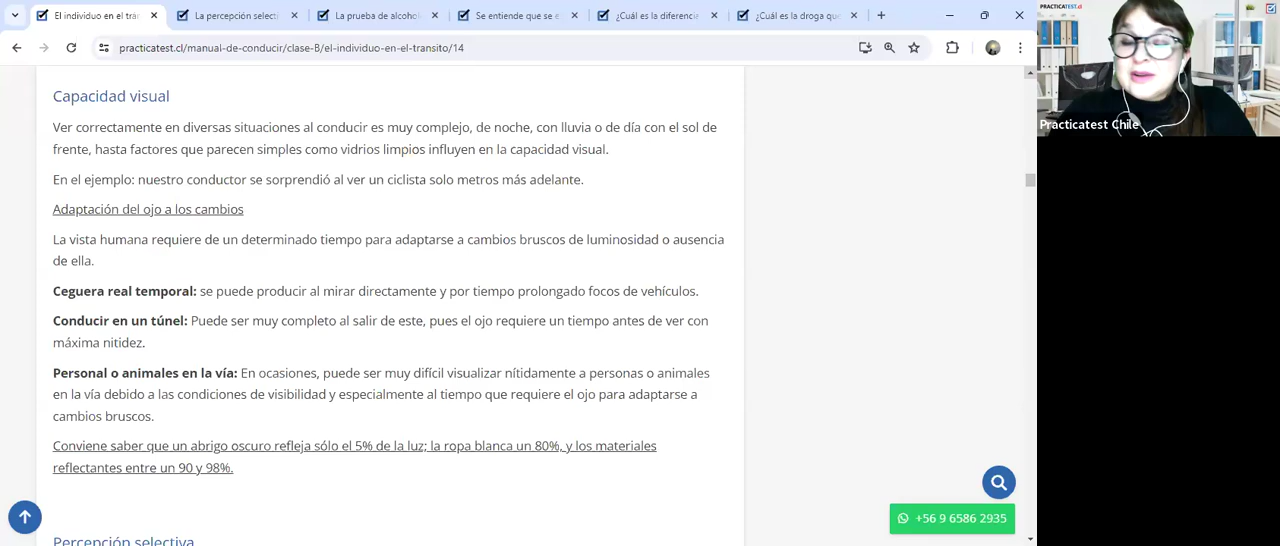 El individuo en el trá
La percepción selectiv
¿El alcohol
Se entiende que se e
¿Cuál es la diferencia
¿Cuáles la droga que
practicatest.cl/manual-de-conducir/clase-B/el-individuo-en-el-transito/1
PRACTICATEST.cl
Practicatest Chile
Capacidad visual
Ver correctamente en diversas situaciones al conducir es muy complejo: de noche, con lluvia o de día con el sol de
frente, hasta factores que parecen simples como vidrios limpios influyen en la capacidad visual.
En el ejemplo: nuestro conductor se sorprendió al ver un ciclista solo metros más adelante.
Adaptación del ojo a los cambios
La vista humana requiere de un determinado tiempo para adaptarse a cambios bruscos de luminosidad o ausencia
de ella.
Ceguera real temporal: se puede producir al mirar directamente y por tiempo prolongado focos de vehículos.
Conducir en un túnel: Puede ser muy completo al salir de este, pues el ojo requiere un tiempo antes de ver con
máxima nitidez.
Personal o animales en la vía: En ocasiones, puede ser muy difícil visualizar nítidamente a personas o animales
en la vía debido a las condiciones de visibilidad y especialmente al tiempo que requiere el ojo para adaptarse a
cambios bruscos.
Conviene saber que un abrigo oscuro refleja sólo el 5% de la luz; la ropa blanca un 80%, y los materiales
reflectantes entre un 90 y 98%.
+56 9 6586 2935
Percepción selectiva